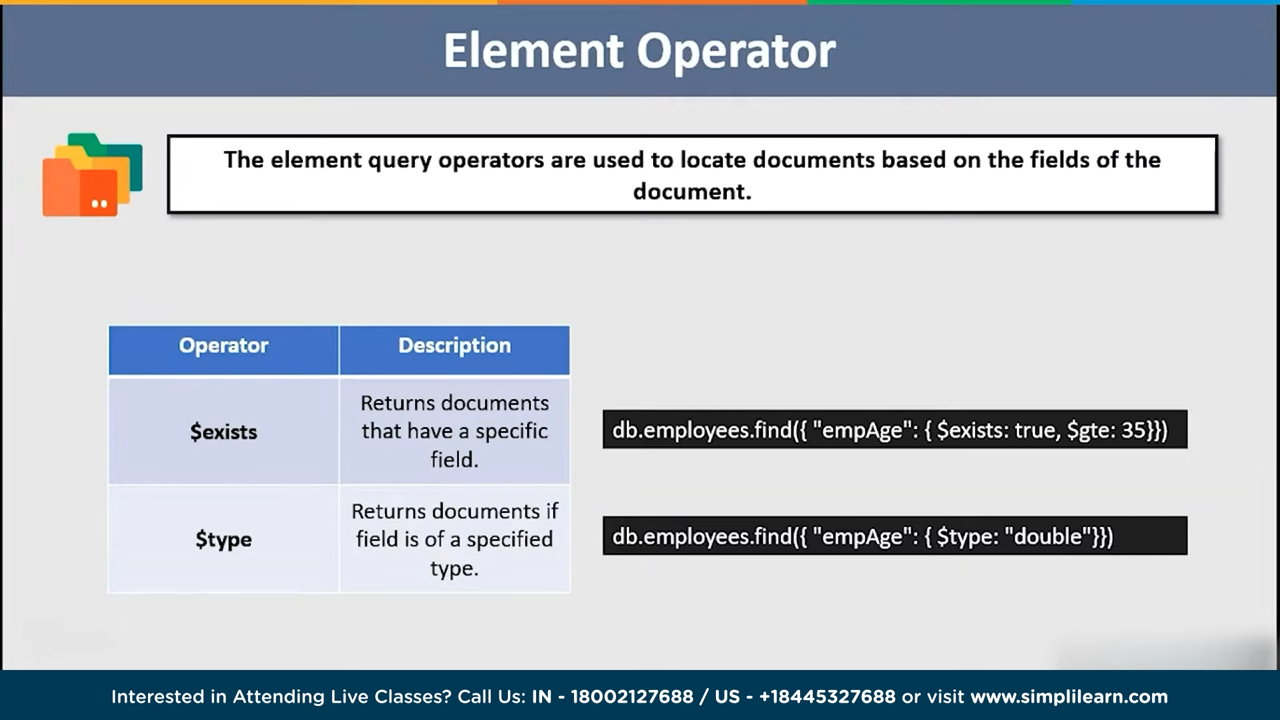 Element Operator
The element query operators are used to locate documents based on the fields of the
document.
Operator
Description
$exists
Returns documents
that have a specific
field.
db.employees.find({ "empAge": { $exists: true, $gte: 35}})
$type
Returns documents if
field is of a specified
type.
db.employees.find({ "empAge": { $type: "double"}})
Interested in Attending Live Classes? Call Us: IN - 18002127688 / US - +18445327688 or visit www.simplilearn.com